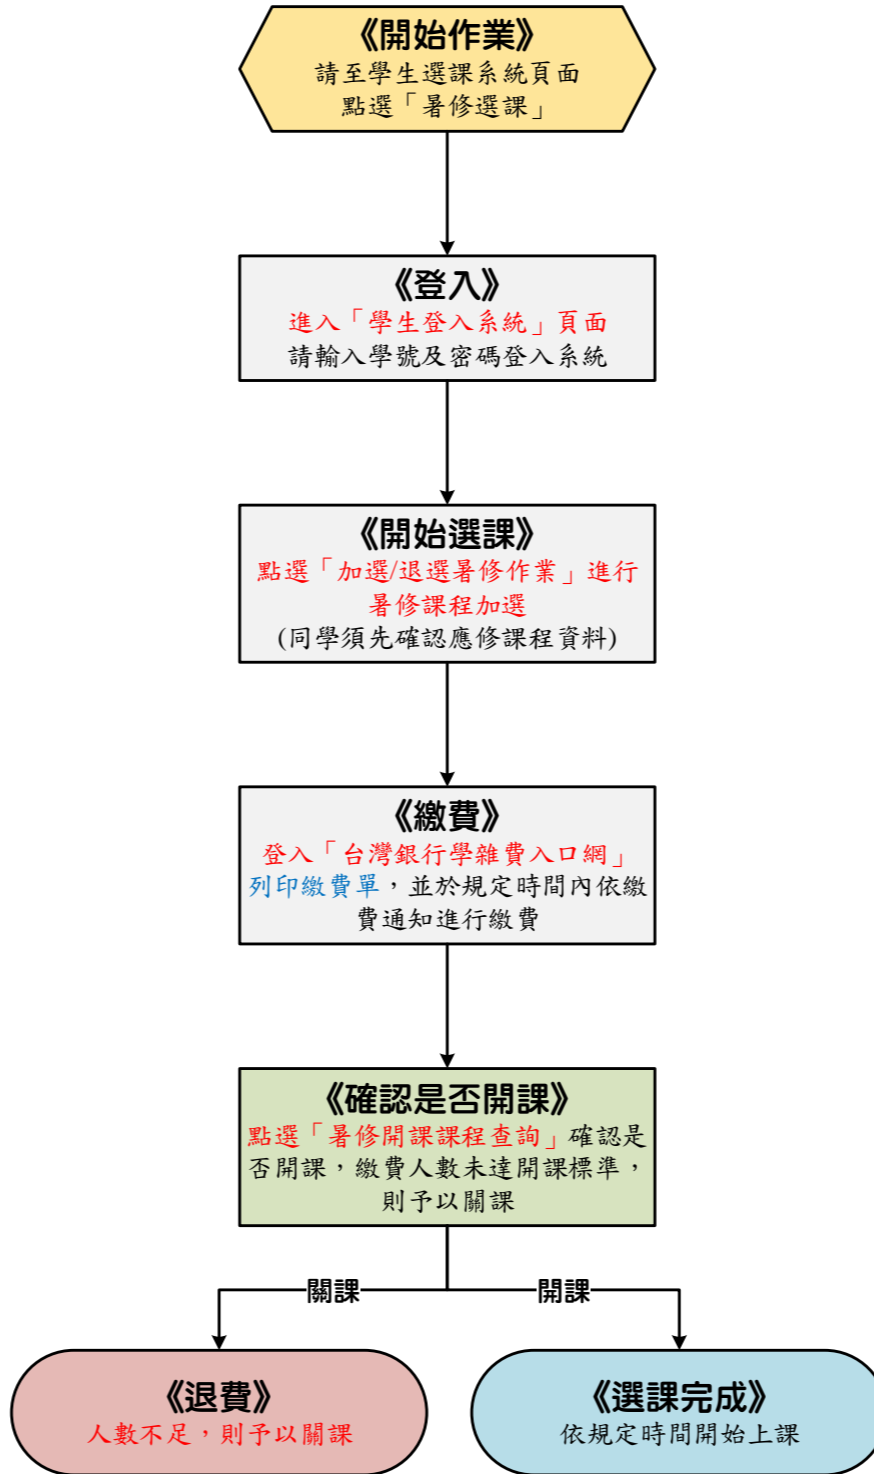 《開始作業》
請至學生選課系統頁面
點選「暑修選課」
《登入》
進入「學生登入系統」頁面
請輸入學號及密碼登入系統
《開始選課》
點選「加選/退選暑修作業」進行
暑修課程加選
(同學須先確認應修課程資料)
《繳費》
登入「台灣銀行學雜費入口網」
列印繳費單，並於規定時間內依繳
費通知進行繳費
《確認是否開課》
點選「暑修開課課程查詢」確認是
否開課，繳費人數未達開課標準，
則予以關課
關課
開課
《退費》
人數不足，則予以關課
《選課完成》
依規定時間開始上課